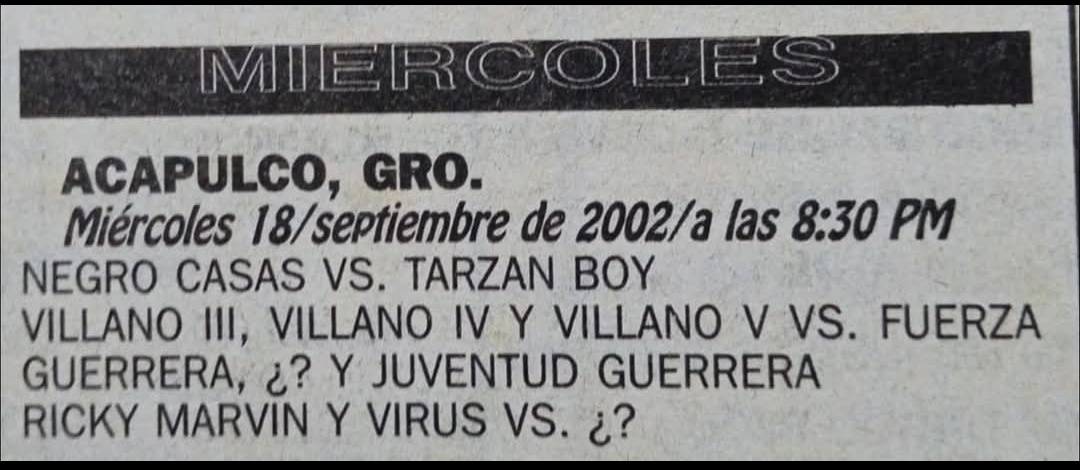 MIERCOLES
ACAPULCO, GRO.
Miércoles 18/septiembre de 2002/a las 8:30 PM
NEGRO CASAS VS. TARZAN BOY
VILLANO III, VILLANO IV Y VILLANO V VS. FUERZA
GUERRERA, ¿? Y JUVENTUD GUERRERA
RICKY MARVIN Y VIRUS VS. ¿?